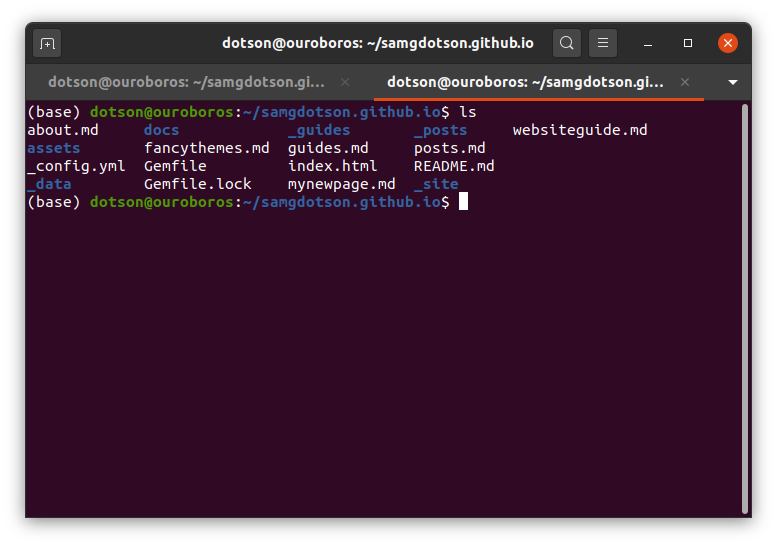 dotson@ouroboros: ~/samgdotson.github.io
dotson@ouroboros: ~/samgdotson.gi...
dotson@ouroboros: ~/samgdotson.gi...
(base) dotson@ouroboros:~/samgdotson.github.io$ ls
about.md docs _guides _posts websiteguide.md
assets fancythemes.md guides.md posts.md
_config.yml Gemfile index.html README.md
_data Gemfile.lock mynewpage.md _site
(base) dotson@ouroboros:~/samgdotson.github.io$